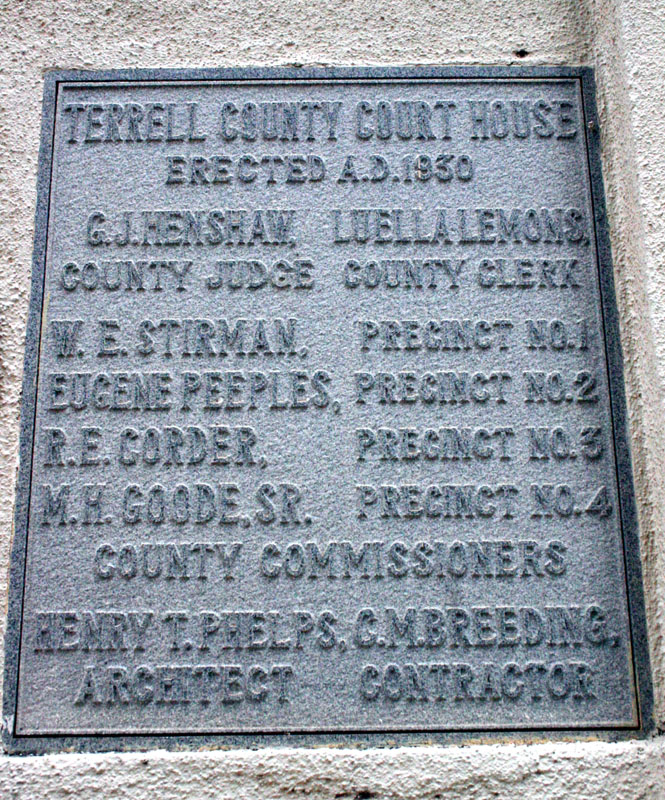 TERRELL COUNTY COURT HOUSE
ERECTED A.D.1930
G.J.HENSHAW, LUELLA LEMONS,
COUNTY JUDGE COUNTY CLERK
W. E. STIRMAN, PRECINCT NO.1
EUGENE PEEPLES, PRECINCT NO.2
R.E. CORDER, PRECINCT NO.3
M.H. GOODE, SR. PRECINCT NO.4
COUNTY COMMISSIONERS
HENRY T. PHELPS, C.M.BREEDING,
ARCHITECT CONTRACTOR